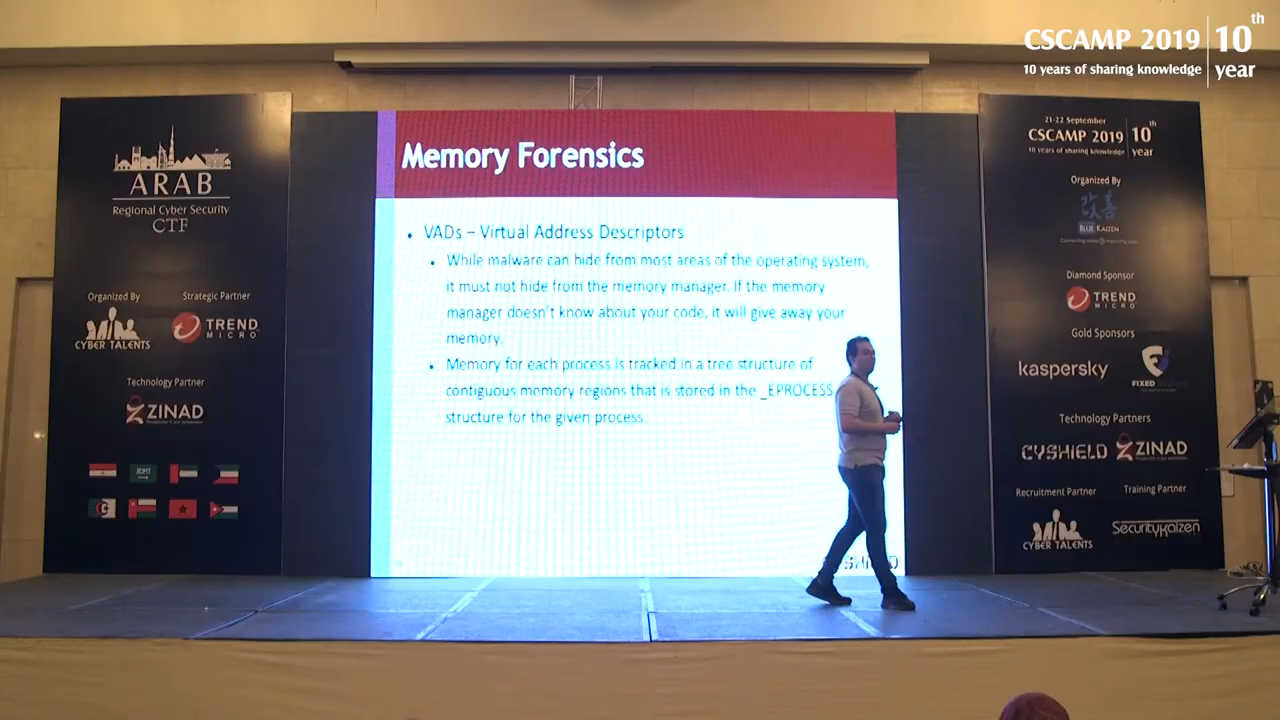 CSCAMP 2019 10th
10 years of sharing knowledge year
ARAB
Regional Cyber Security
CTF
Organized By
Strategic Partner
CYBER TALENTS
TREND
MICRO
Technology Partner
ZINAD
Memory Forensics
• VADs – Virtual Address Descriptors
• While malware can hide from most areas of the operating system,
it must not hide from the memory manager. If the memory
manager doesn't know about your code, it will give away your
memory.
• Memory for each process is tracked in a tree structure of
contiguous memory regions that is stored in the _EPROCESS
structure for the given process.
21-22 September
CSCAMP 2019 10th
10 years of sharing knowledge year
Organized By
改善
BLUE KAIZEN
Diamond Sponsor
TREND
MICRO
Gold Sponsors
kaspersky
FIXED
Technology Partners
CYSHIELD
ZINAD
Recruitment Partner
Training Partner
CYBER TALENTS
Securitykaizen